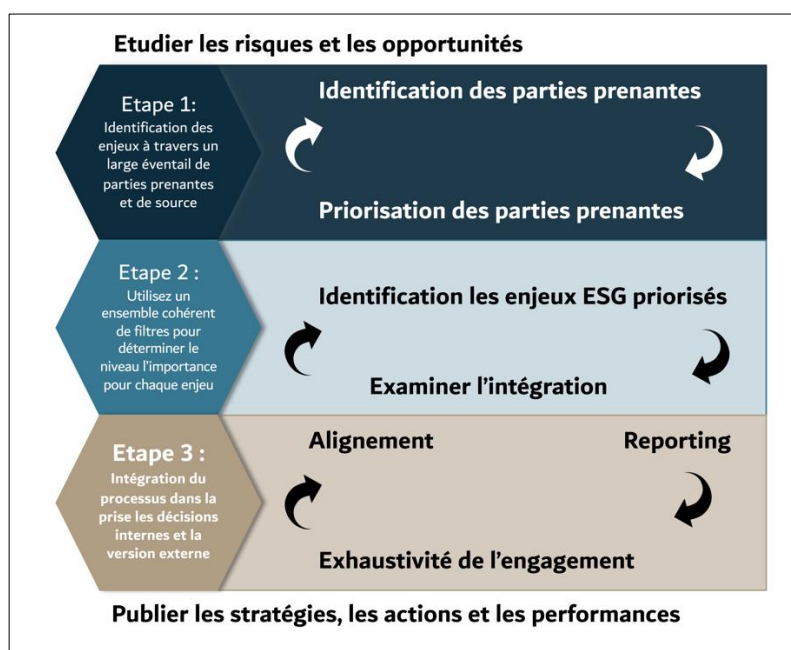 Etudier les risques et les opportunités
Etape 1:
Identification des
enjeux à travers un
large éventail de
parties prenantes
et de source
Identification des parties prenantes
Priorisation des parties prenantes
Etape 2 :
Utilisez un
ensemble cohérent
de filtres pour
déterminer le
niveau l'importance
pour chaque enjeu
Identification les enjeux ESG priorisés
Examiner l'intégration
Etape 3 :
Intégration du
processus dans la
prise les décisions
internes et la
version externe
Alignement
Reporting
Exhaustivité de l'engagement
Publier les stratégies, les actions et les performances